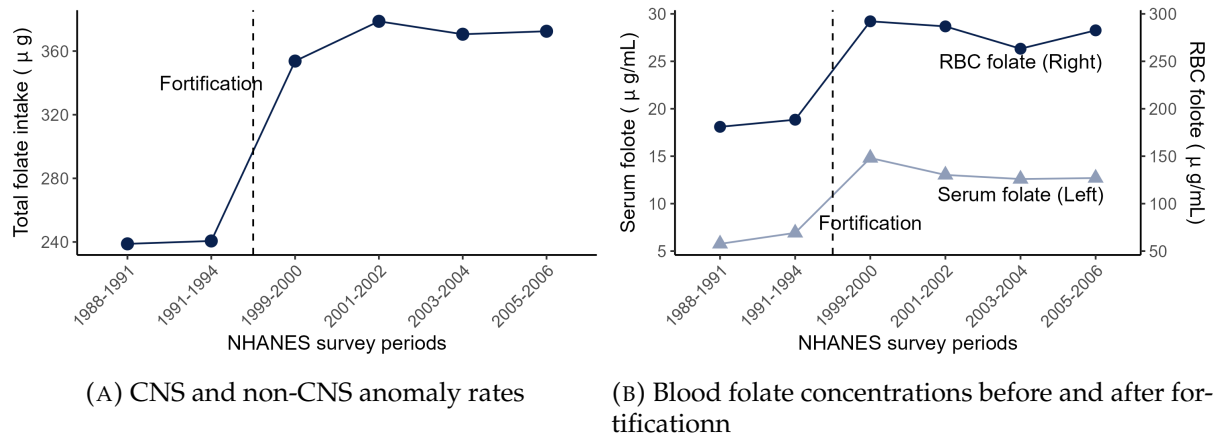 Total folate intake ( μ g)
360
320
280
240
Fortification
1988-1991
1991-1994
1999-2000
2001-2002
2003-2004
2005-2006
NHANES survey periods
(A) CNS and non-CNS anomaly rates
Serum folote ( μ g/mL)
30
25
20
15
10
5
RBC folate (Right)
Serum folate (Left)
Fortification
300
250
200
150
100
50
RBC folote ( μ g/mL)
1988-1991
1991-1994
1999-2000
2001-2002
2003-2004
2005-2006
NHANES survey periods
(B) Blood folate concentrations before and after for-
tificationn